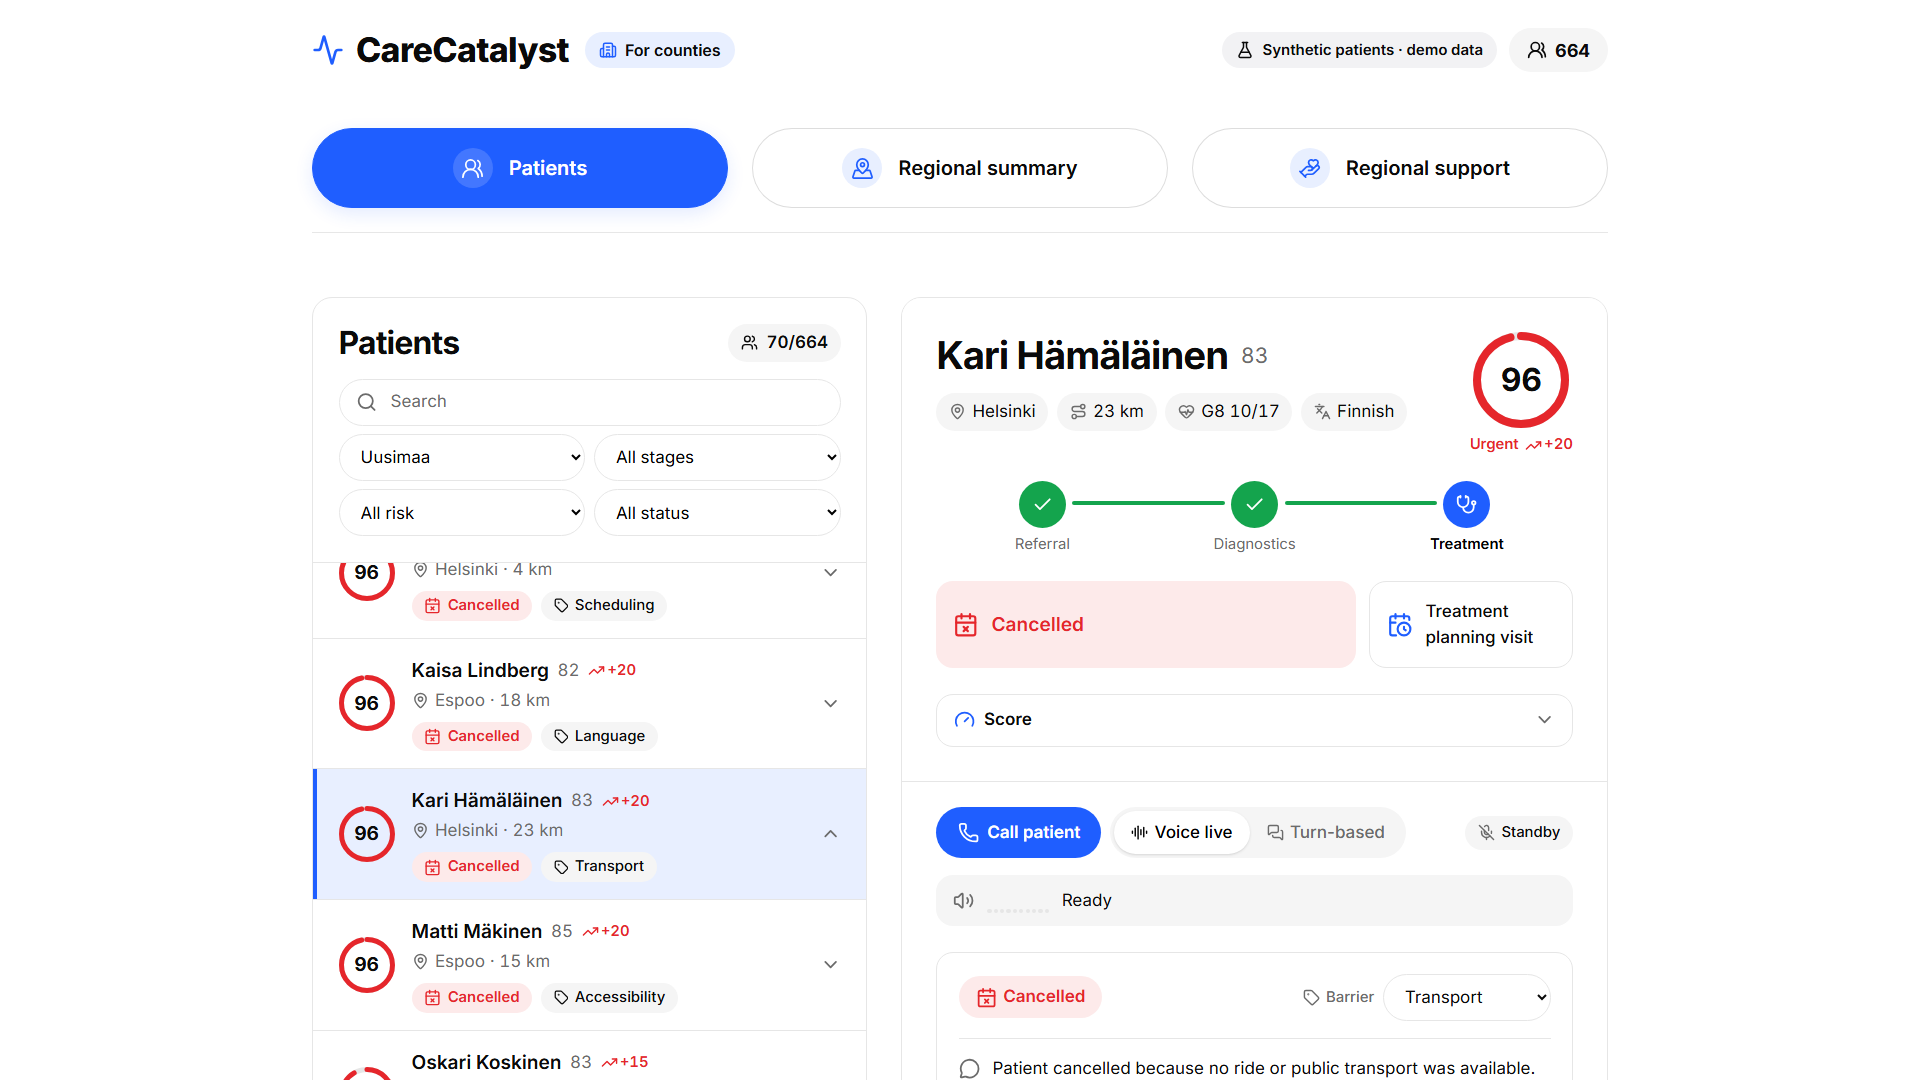 CareCatalyst
For counties
Synthetic patients · demo data
664
Patients
Regional summary
Regional support
Patients
70/664
Search
Uusimaa
All stages
All risk
All status
96
Helsinki · 4 km
Cancelled
Scheduling
Kaisa Lindberg 82 +20
96
Espoo · 18 km
Cancelled
Language
Kari Hämäläinen 83 +20
96
Helsinki · 23 km
Cancelled
Transport
Matti Mäkinen 85 +20
96
Espoo · 15 km
Cancelled
Accessibility
Oskari Koskinen 83 +15
Kari Hämäläinen 83
Helsinki
23 km
G8 10/17
Finnish
96
Urgent +20
Referral
Diagnostics
Treatment
Cancelled
Treatment
planning visit
Score
Call patient
Voice live
Turn-based
Standby
Ready
Cancelled
Barrier
Transport
Patient cancelled because no ride or public transport was available.